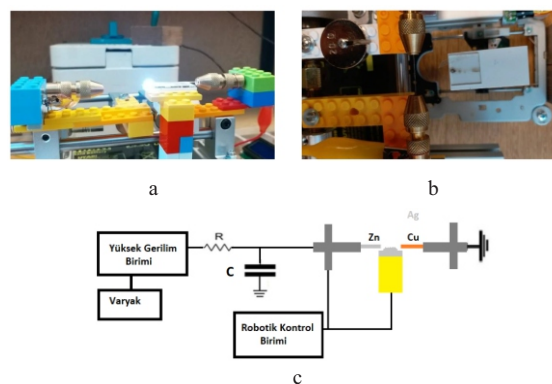 a
b
R
Yüksek Gerilim
Birimi
C
Varyak
Zn
Ag
Cu
Robotik Kontrol
Birimi
c